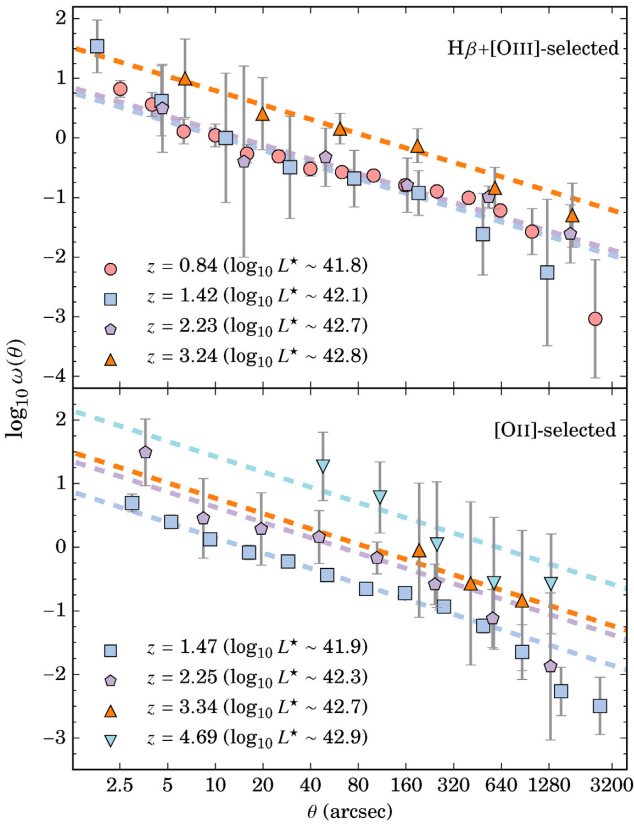 2
1
0
−1
−2
−3
−4
Hβ+[OIII]-selected
z = 0.84 (log₁₀ L⋆ ∼ 41.8)
z = 1.42 (log₁₀ L⋆ ∼ 42.1)
z = 2.23 (log₁₀ L⋆ ∼ 42.7)
z = 3.24 (log₁₀ L⋆ ∼ 42.8)
log₁₀ ω(θ)
2
1
0
−1
−2
−3
[OII]-selected
z = 1.47 (log₁₀ L⋆ ∼ 41.9)
z = 2.25 (log₁₀ L⋆ ∼ 42.3)
z = 3.34 (log₁₀ L⋆ ∼ 42.7)
z = 4.69 (log₁₀ L⋆ ∼ 42.9)
2.5 5 10 20 40 80 160 320 640 1280 3200
θ (arcsec)